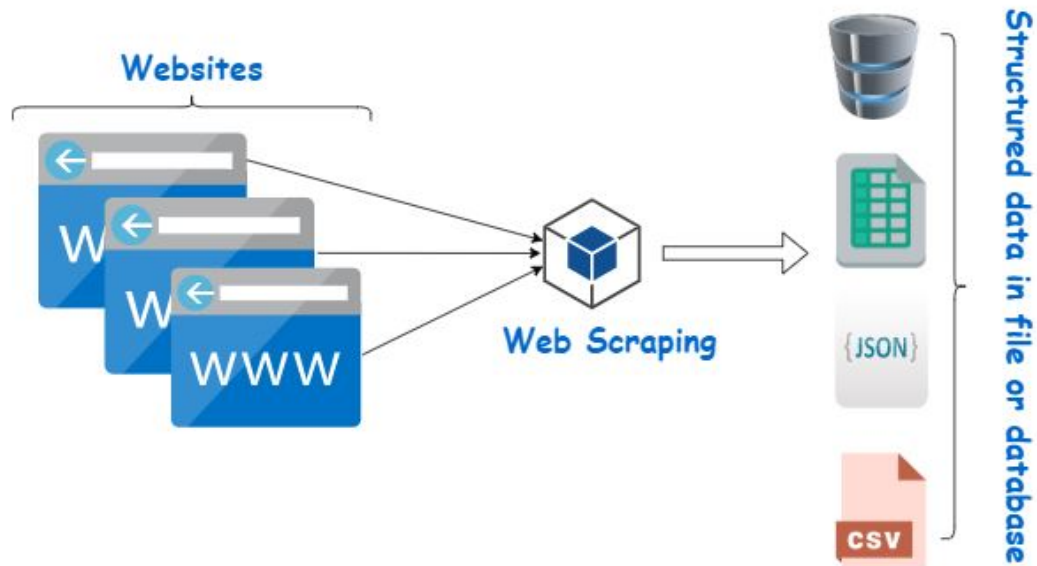 Websites
W
W
WWW
Web Scraping
{JSON}
CSV
Structured data in file or database